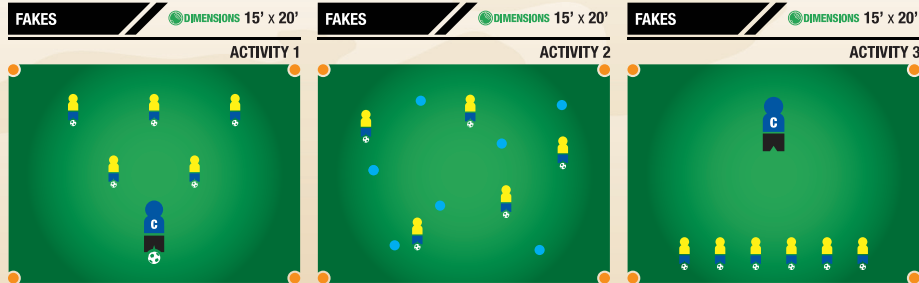 FAKES DIMENSIONS 15' x 20'
ACTIVITY 1
C
FAKES DIMENSIONS 15' x 20'
ACTIVITY 2
FAKES DIMENSIONS 15' x 20'
ACTIVITY 3
C